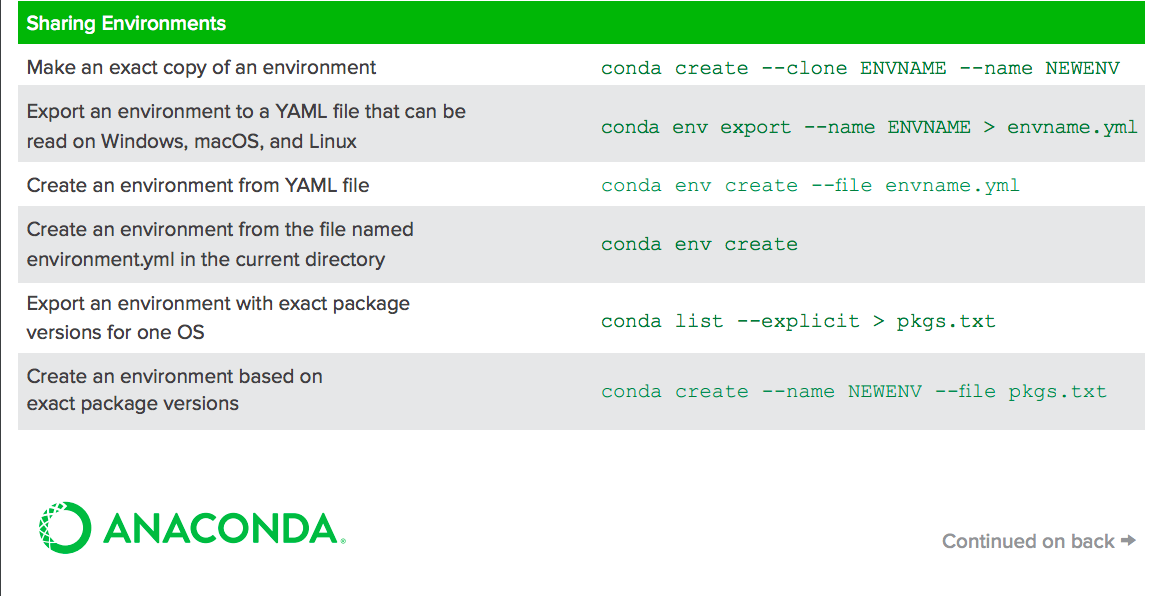 Sharing Environments
Make an exact copy of an environment
conda create --clone ENVNAME --name NEWENV
Export an environment to a YAML file that can be
read on Windows, macOS, and Linux
conda env export --name ENVNAME > envname.yml
Create an environment from YAML file
conda env create --file envname.yml
Create an environment from the file named
environment.yml in the current directory
conda env create
Export an environment with exact package
versions for one OS
conda list --explicit > pkgs.txt
Create an environment based on
exact package versions
conda create --name NEWENV --file pkgs.txt
ANACONDA®
Continued on back →